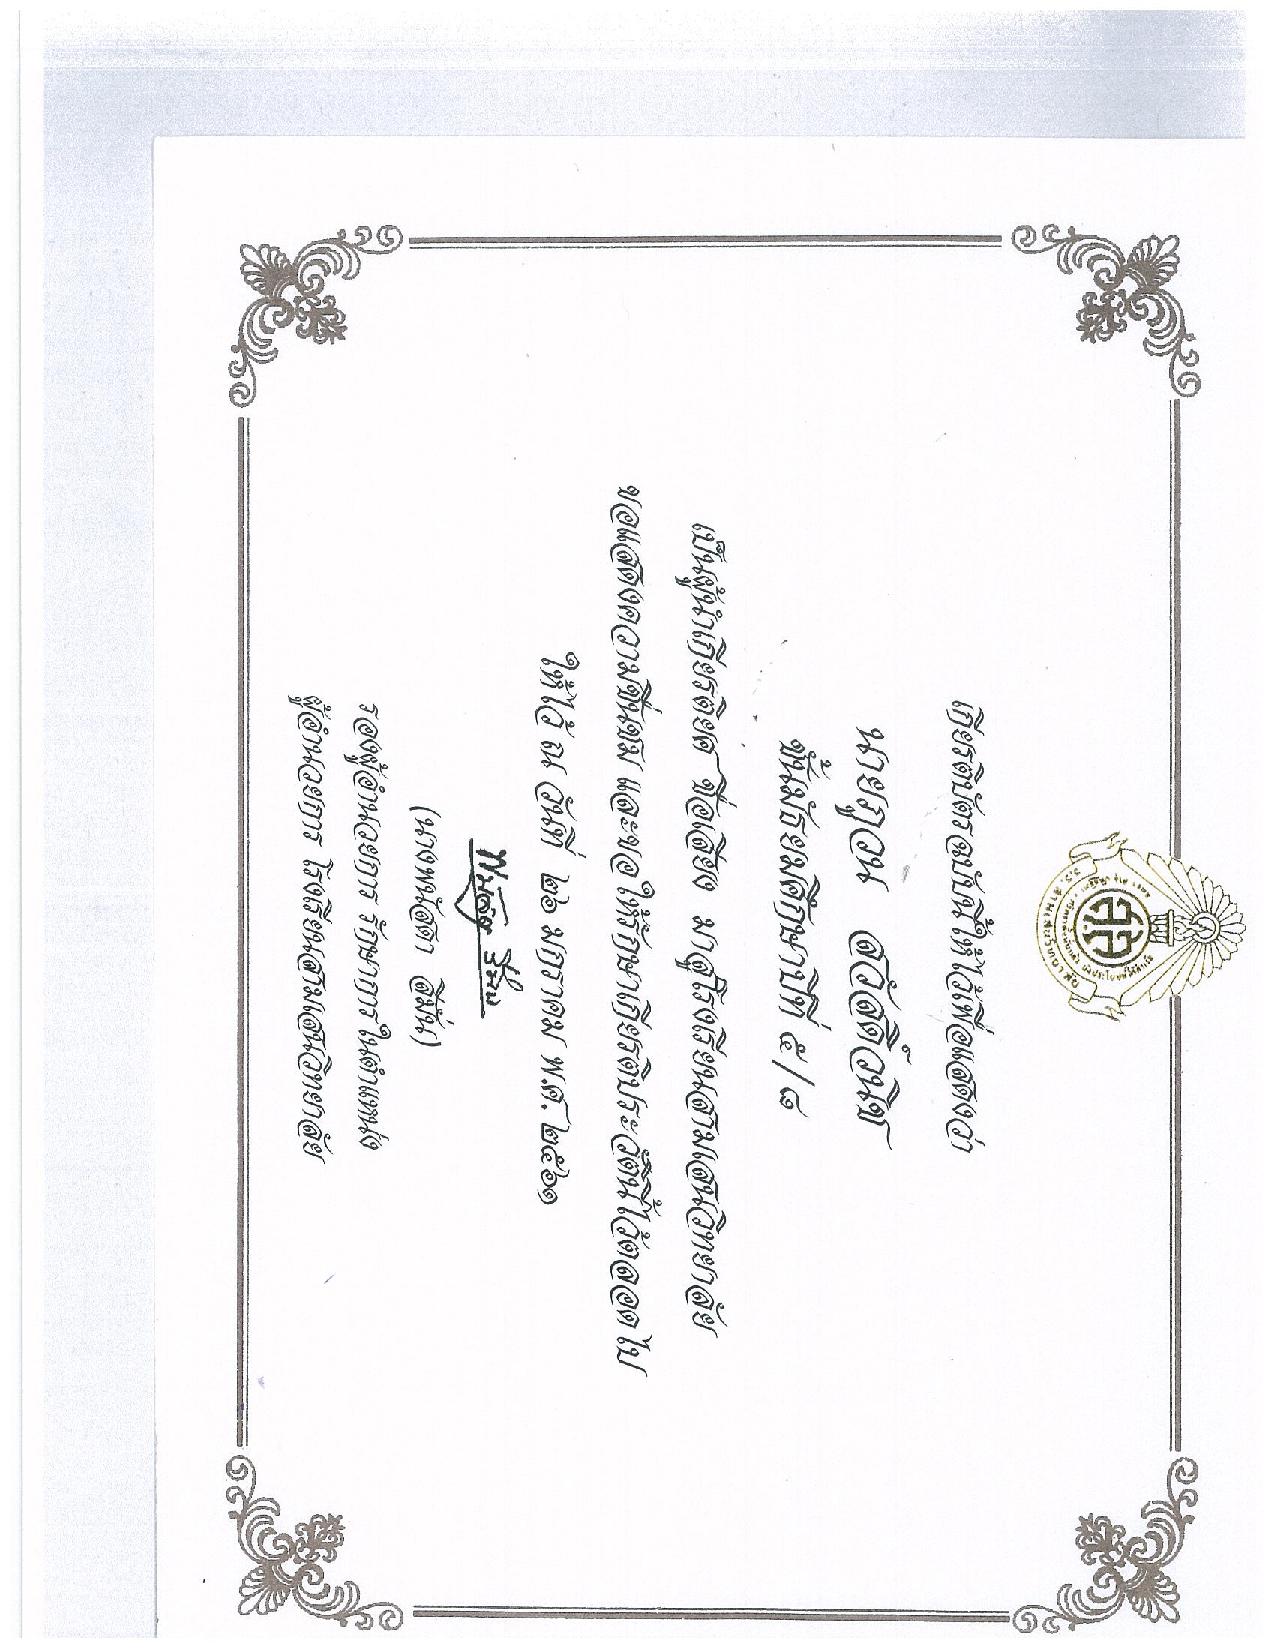 ร.ร. สามเสนวิทยาลัย
เกียรติบัตรฉบับนี้ให้ไว้เพื่อแสดงว่า
นายภูวน สวัสดิ์วนิช
ชั้นมัธยมศึกษาปีที่ ๕/๘
เป็นผู้นำเกียรติยศ ชื่อเสียง มาสู่โรงเรียนสามเสนวิทยาลัย
ขอแสดงความชื่นชม และขอให้รักษาเกียรติประวัตินี้ไว้ตลอดไป
ให้ไว้ ณ วันที่ ๒๖ มกราคม พ.ศ. ๒๕๖๑
(นางพนัสดา สีมั่น)
รองผู้อำนวยการ รักษาการในตำแหน่ง
ผู้อำนวยการ โรงเรียนสามเสนวิทยาลัย